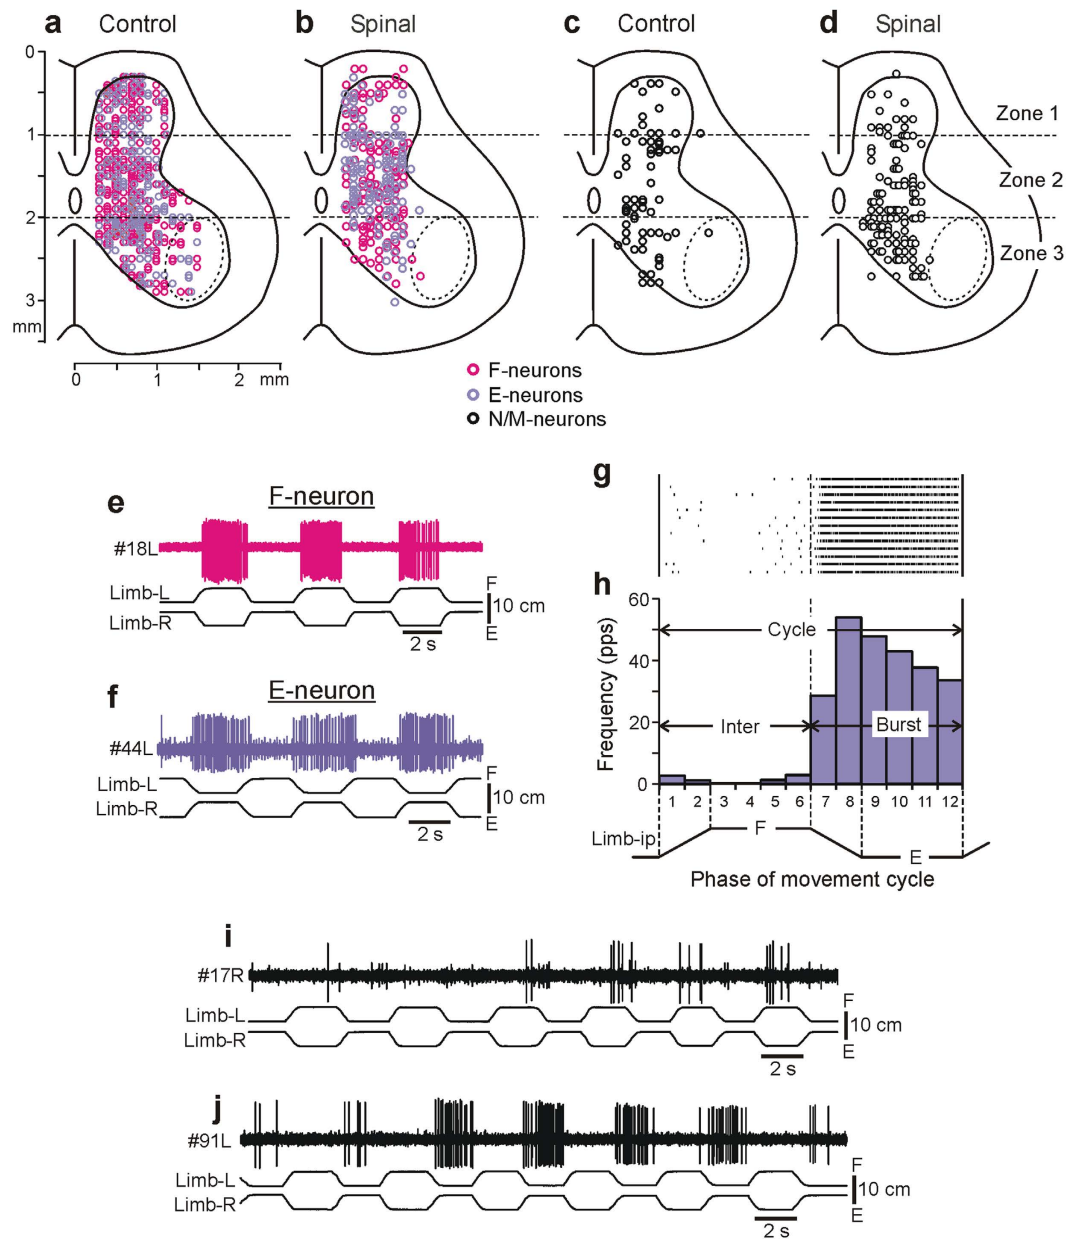 a Control
b Spinal
c Control
d Spinal
0
1
2
3
mm
Zone 1
Zone 2
Zone 3
0 1 2 mm
F-neurons
E-neurons
N/M-neurons
e
F-neuron
#18L
Limb-L
Limb-R
F
10 cm
E
2 s
f
E-neuron
#44L
Limb-L
Limb-R
F
10 cm
E
2 s
g
h
60
40
20
0
Frequency (pps)
Cycle
Inter
Burst
1 2 3 4 5 6 7 8 9 10 11 12
Limb-ip
F
E
Phase of movement cycle
i
#17R
Limb-L
Limb-R
F
10 cm
E
2 s
j
#91L
Limb-L
Limb-R
F
10 cm
E
2 s